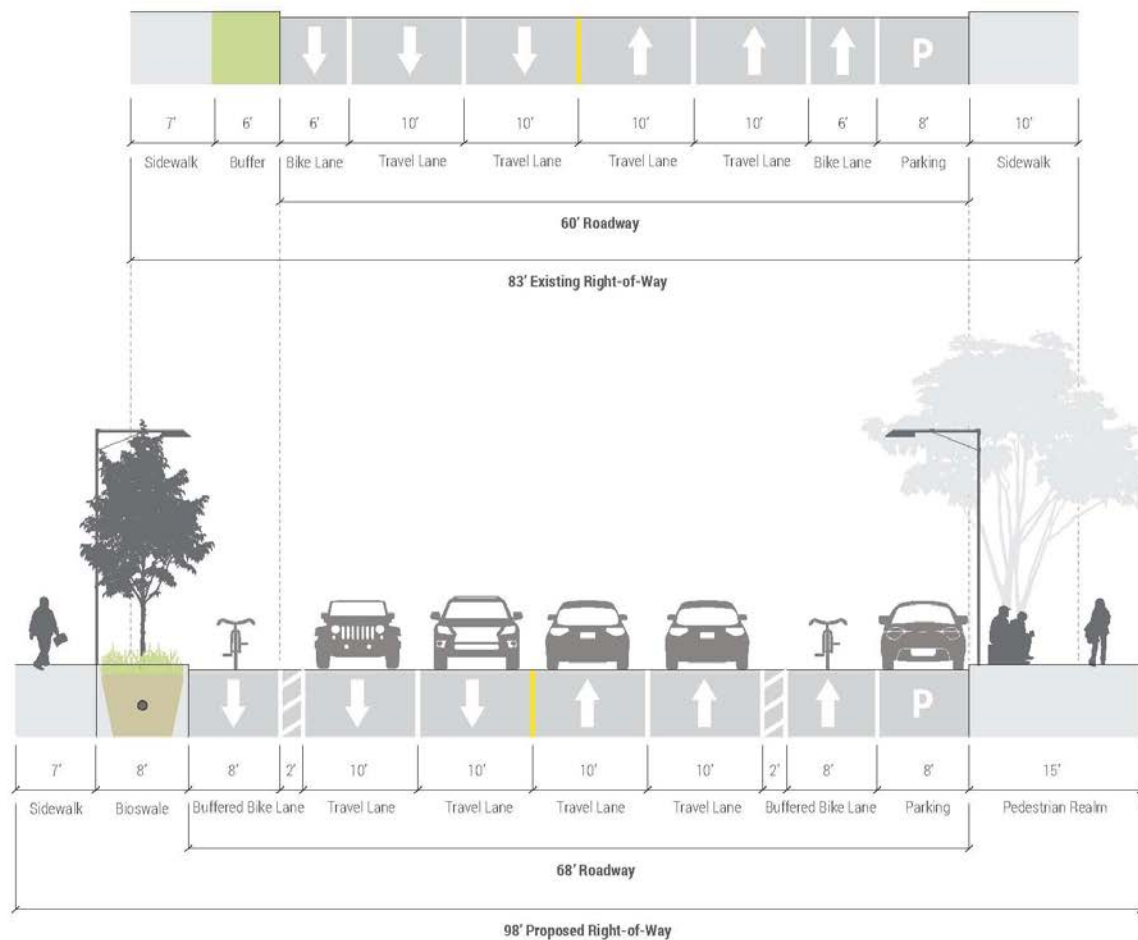 P
7' 6' 6' 10' 10' 10' 10' 6' 8' 10'
Sidewalk Buffer Bike Lane Travel Lane Travel Lane Travel Lane Travel Lane Bike Lane Parking Sidewalk
60' Roadway
83' Existing Right-of-Way
P
7' 8' 8' 2' 10' 10' 10' 10' 2' 8' 8' 15'
Sidewalk Bioswale Buffered Bike Lane Travel Lane Travel Lane Travel Lane Travel Lane Buffered Bike Lane Parking Pedestrian Realm
68' Roadway
98' Proposed Right-of-Way